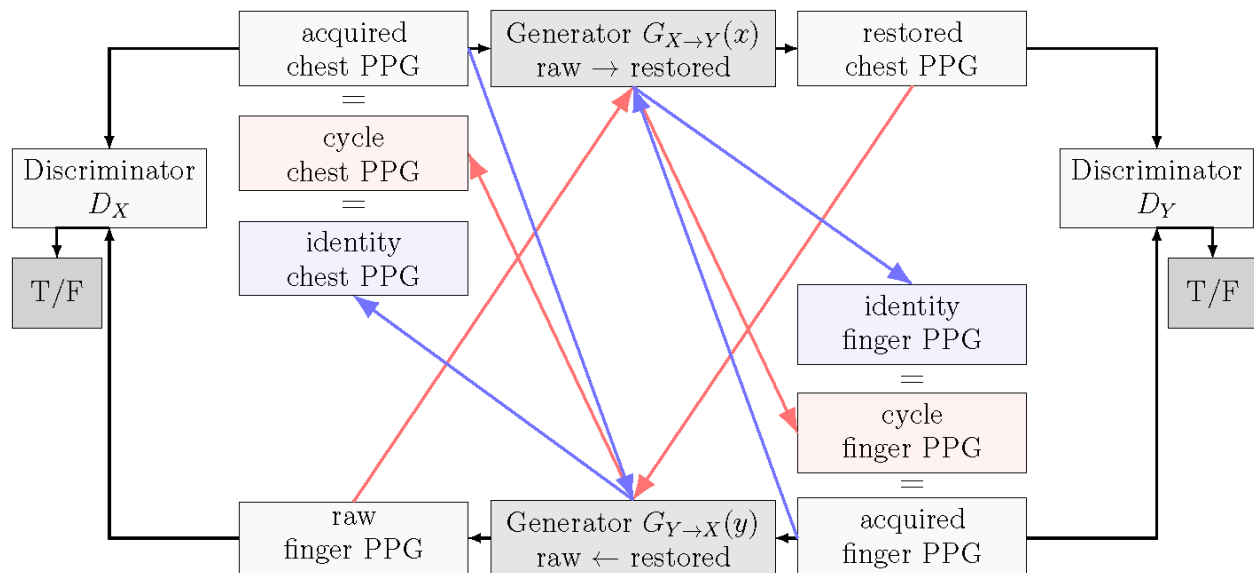 acquired
chest PPG
Generator G_{X→Y}(x)
raw → restored
restored
chest PPG
=
cycle
chest PPG
=
identity
chest PPG
Discriminator
D_X
T/F
Discriminator
D_Y
T/F
identity
finger PPG
=
cycle
finger PPG
=
raw
finger PPG
Generator G_{Y→X}(y)
raw ← restored
acquired
finger PPG